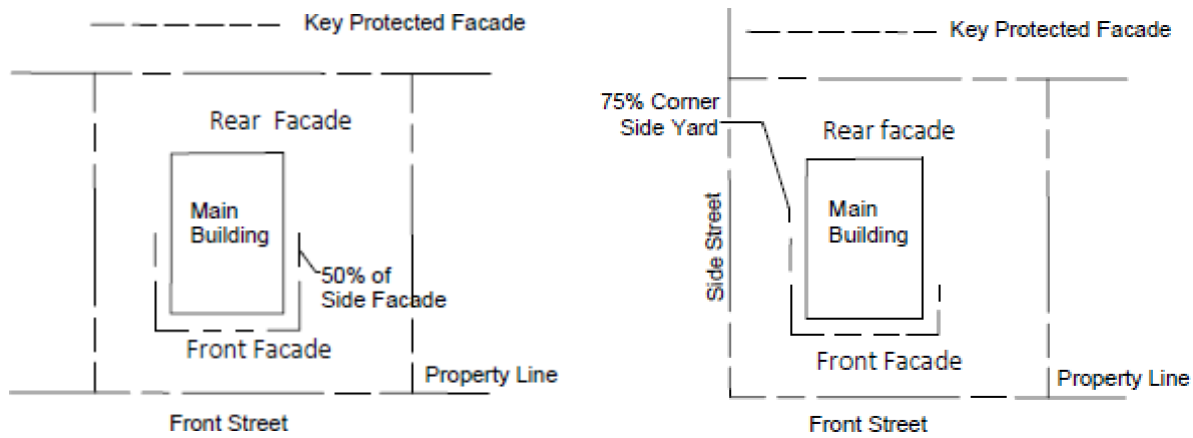 Key Protected Facade
Rear Facade
Main
Building
50% of
Side Facade
Front Facade
Property Line
Front Street
Key Protected Facade
75% Corner
Side Yard
Rear facade
Side Street
Main
Building
Front Facade
Property Line
Front Street